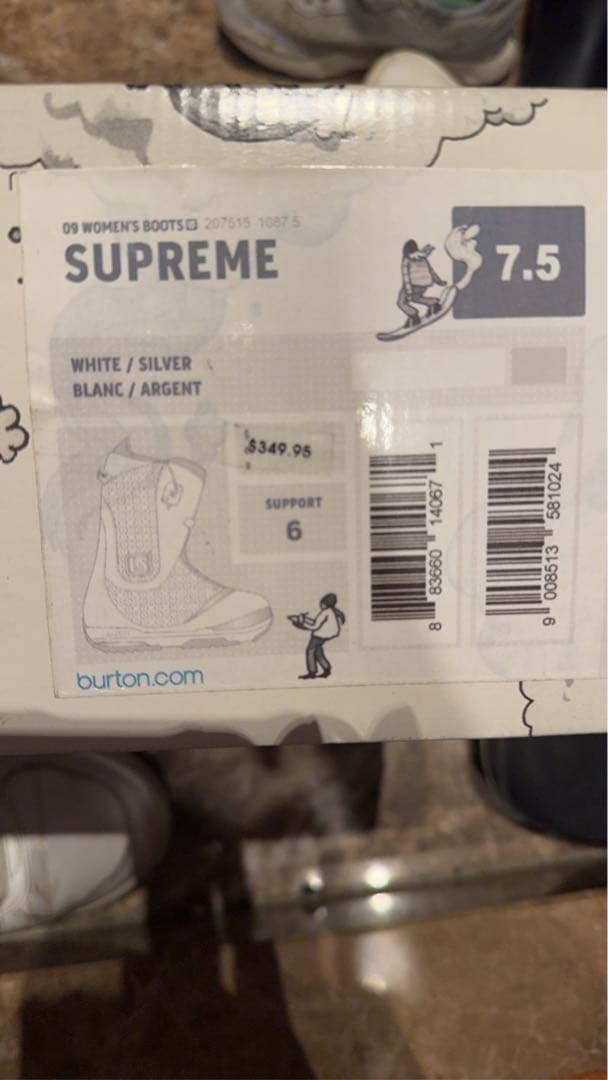 09 WOMEN'S BOOTS 207515 1087 5
SUPREME
7.5
WHITE / SILVER
BLANC / ARGENT
$349.95
SUPPORT
6
8 83660 14067 1
9 008513 581024
burton.com